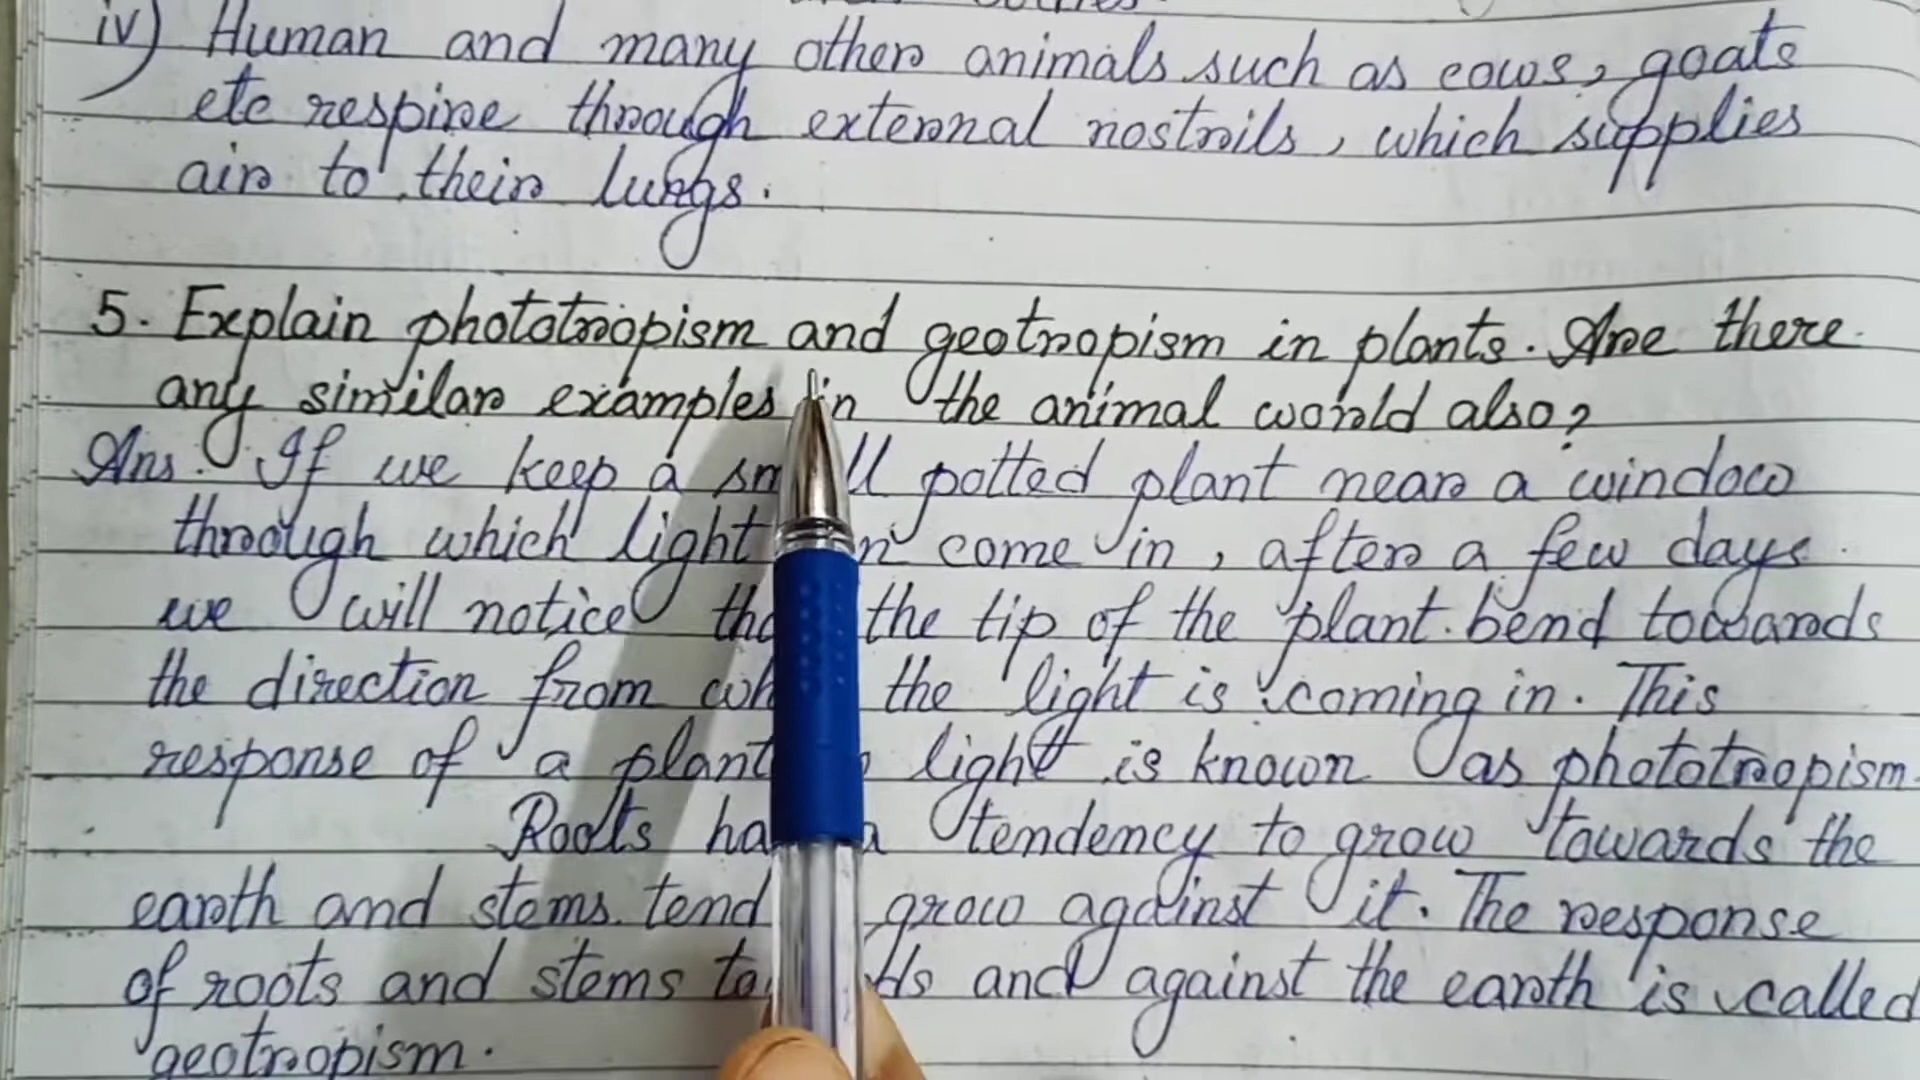 iv) Human and many other animals such as cows, goats
etc respire through external nostrils, which supplies
air to their lungs.
5. Explain phototropism and geotropism in plants. Are there
any similar examples in the animal world also?
Ans. If we keep a small potted plant near a window
through which light come in, after a few days
we will notice the tip of the plant bend towards
the direction from the light is coming in. This
response of a plant light is known as phototropism.
Roots a tendency to grow towards the
earth and stems tend grow against it. The response
of roots and stems and against the earth is called
geotropism.